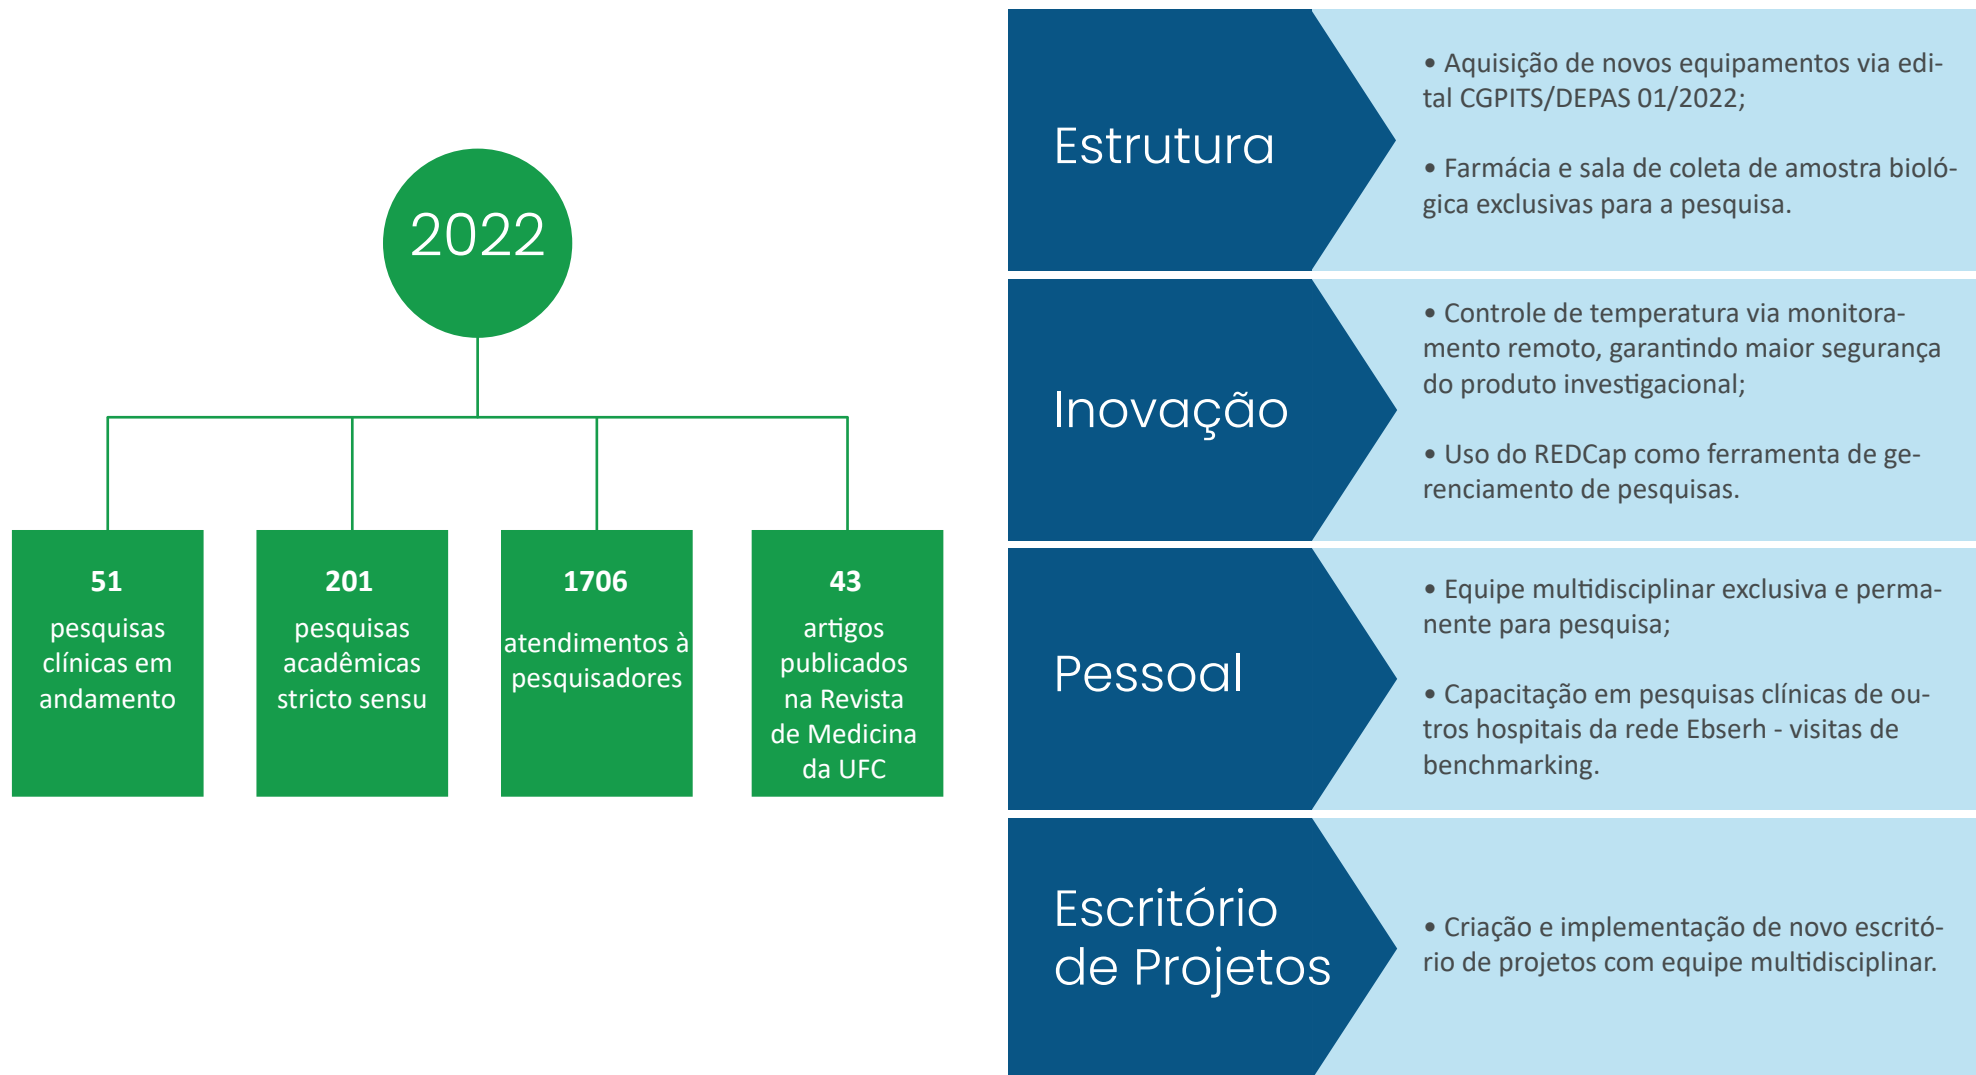 2022
51
pesquisas
clínicas em
andamento
201
pesquisas
acadêmicas
stricto sensu
1706
atendimentos à
pesquisadores
43
artigos
publicados
na Revista
de Medicina
da UFC
Estrutura
• Aquisição de novos equipamentos via edi-
tal CGPITS/DEPAS 01/2022;
• Farmácia e sala de coleta de amostra bioló-
gica exclusivas para a pesquisa.
Inovação
• Controle de temperatura via monitora-
mento remoto, garantindo maior segurança
do produto investigacional;
• Uso do REDCap como ferramenta de ge-
renciamento de pesquisas.
Pessoal
• Equipe multidisciplinar exclusiva e perma-
nente para pesquisa;
• Capacitação em pesquisas clínicas de ou-
tros hospitais da rede Ebserh - visitas de
benchmarking.
Escritório
de Projetos
• Criação e implementação de novo escritó-
rio de projetos com equipe multidisciplinar.